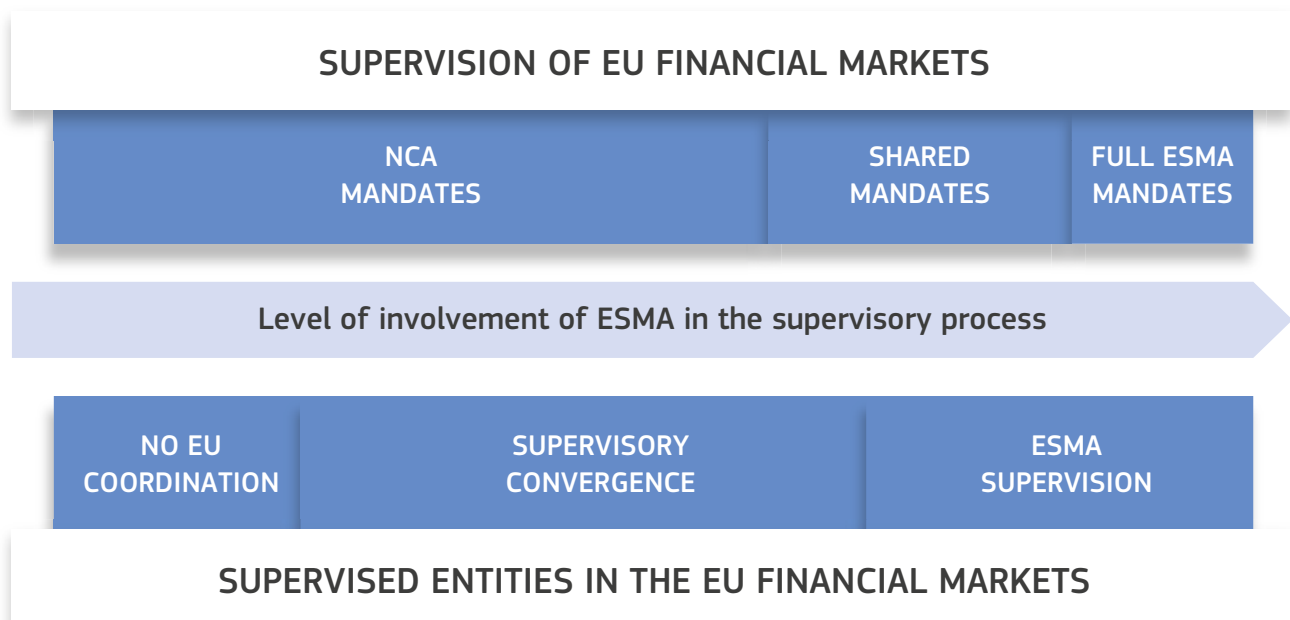 SUPERVISION OF EU FINANCIAL MARKETS
NCA
MANDATES
SHARED
MANDATES
FULL ESMA
MANDATES
Level of involvement of ESMA in the supervisory process
NO EU
COORDINATION
SUPERVISORY
CONVERGENCE
ESMA
SUPERVISION
SUPERVISED ENTITIES IN THE EU FINANCIAL MARKETS